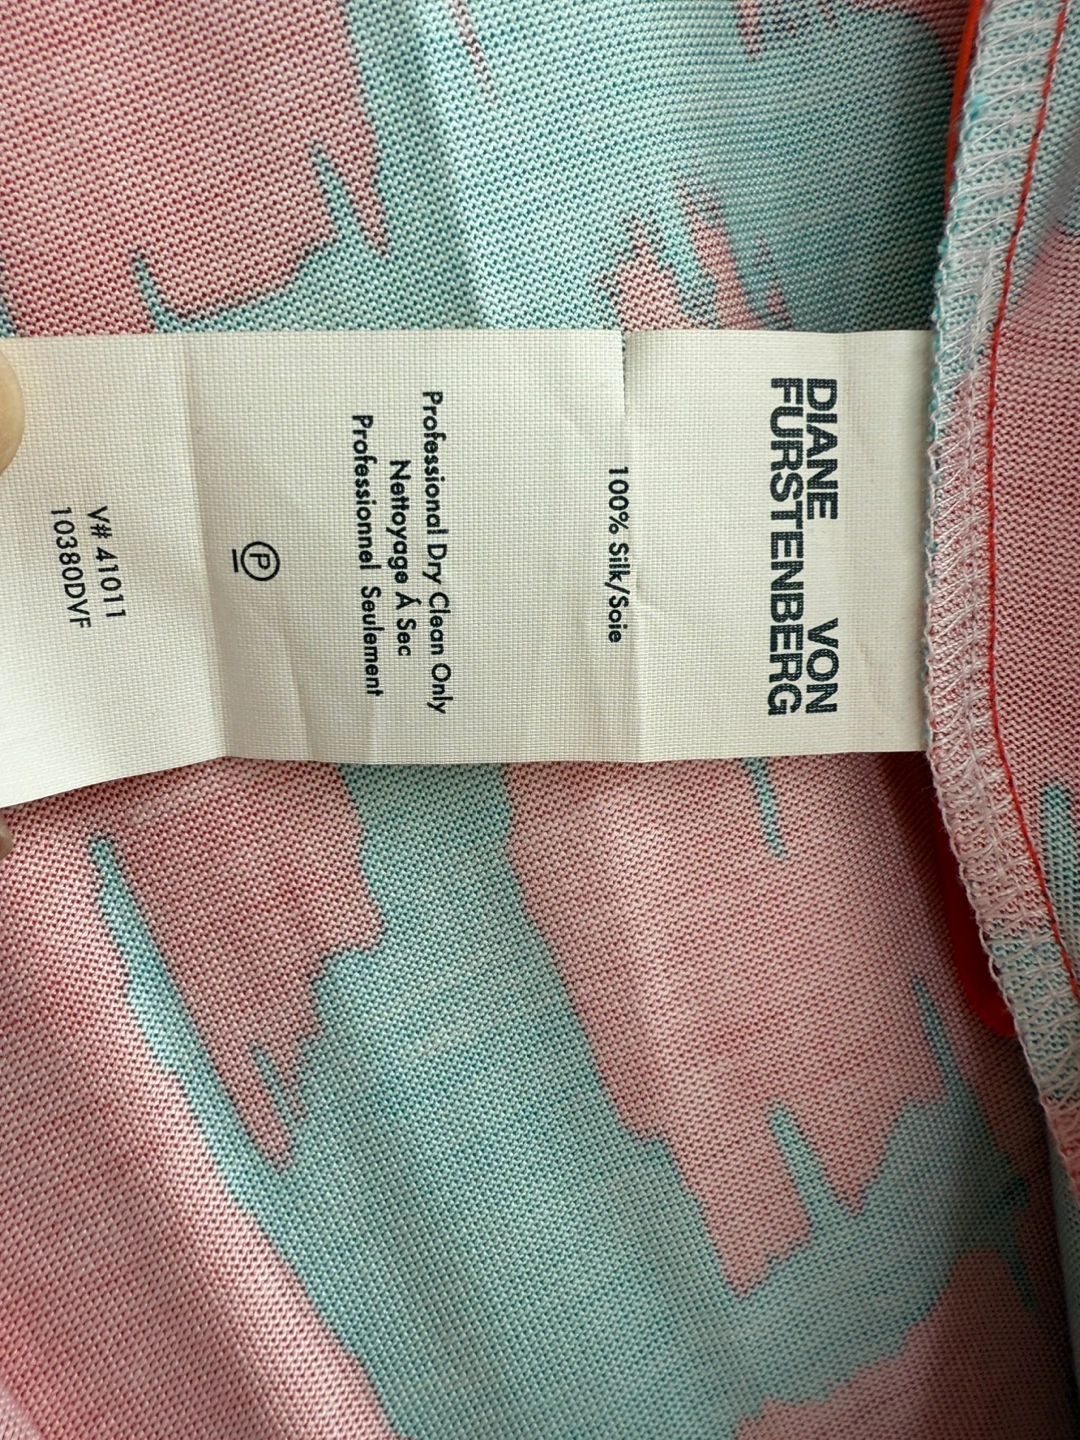 DIANE VON
FURSTENBERG
100% Silk/Soie
Professional Dry Clean Only
Nettoyage Á Sec
Professionnel Seulement
P
V# 41011
10380DVF